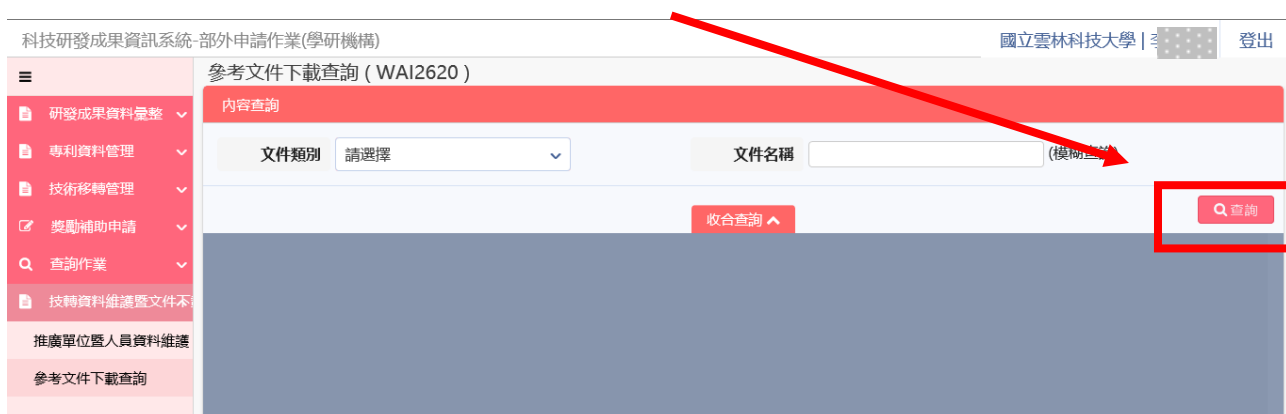 科技研發成果資訊系統-部外申請作業(學研機構)
國立雲林科技大學 | 李
登出
參考文件下載查詢 ( WAI2620 )
研發成果資料彙整
內容查詢
專利資料管理
文件類別 請選擇
文件名稱
(模糊查詢)
技術移轉管理
獎勵補助申請
收合查詢
查詢
查詢作業
技轉資料維護暨文件下
推廣單位暨人員資料維護
參考文件下載查詢